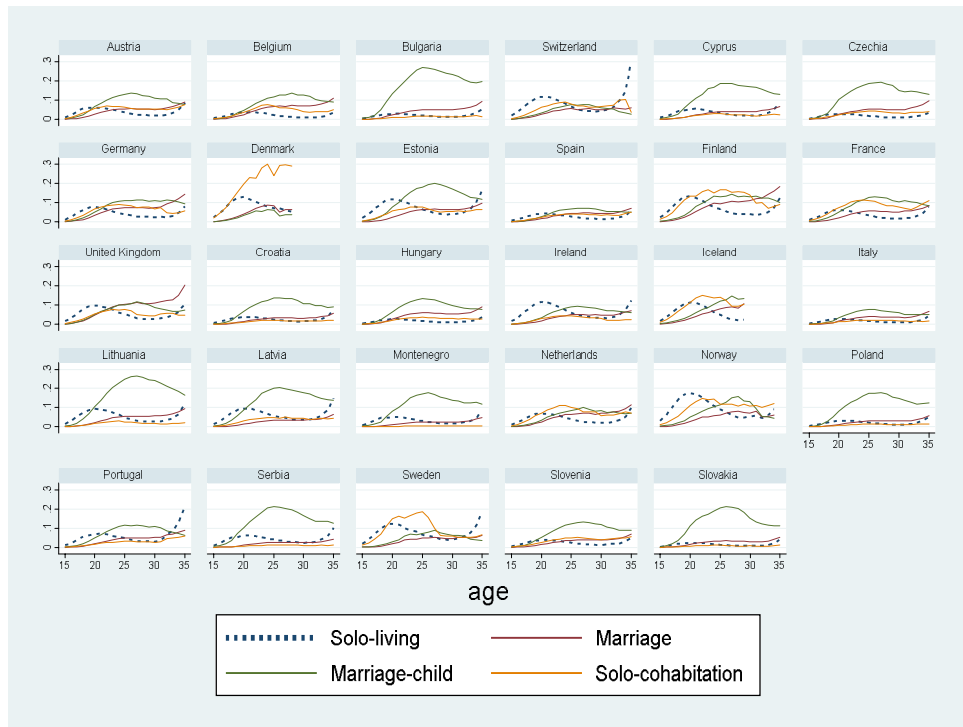 Austria Belgium Bulgaria Switzerland Cyprus Czechia
.3
.2
.1
0
Germany Denmark Estonia Spain Finland France
.3
.2
.1
0
United Kingdom Croatia Hungary Ireland Iceland Italy
.3
.2
.1
0
Lithuania Latvia Montenegro Netherlands Norway Poland
.3
.2
.1
0
15 20 25 30 35
Portugal Serbia Sweden Slovenia Slovakia
.3
.2
.1
0
15 20 25 30 35 15 20 25 30 35 15 20 25 30 35 15 20 25 30 35 15 20 25 30 35
age
Solo-living Marriage
Marriage-child Solo-cohabitation